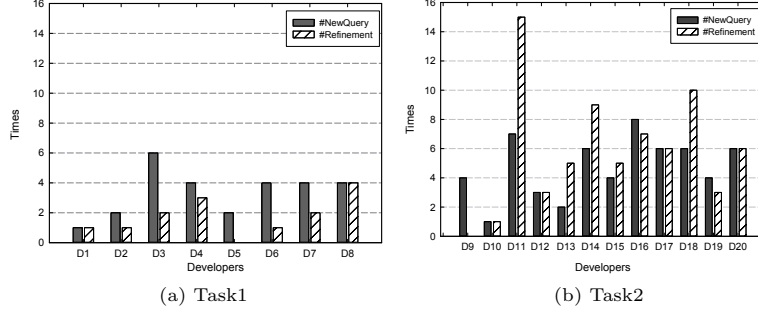 16
14
12
10
8
6
4
2
0
Times
#NewQuery
#Refinement
D1 D2 D3 D4 D5 D6 D7 D8
Developers
(a) Task1
16
14
12
10
8
6
4
2
0
Times
#NewQuery
#Refinement
D9 D10 D11 D12 D13 D14 D15 D16 D17 D18 D19 D20
Developers
(b) Task2